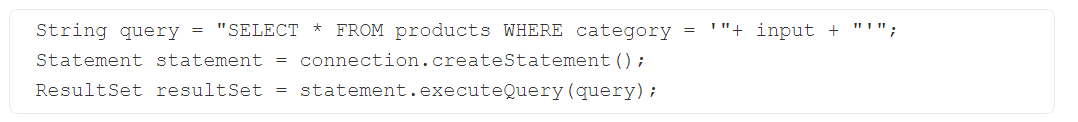 String query = "SELECT * FROM products WHERE category = '"+ input + "'";
Statement statement = connection.createStatement();
ResultSet resultSet = statement.executeQuery(query);